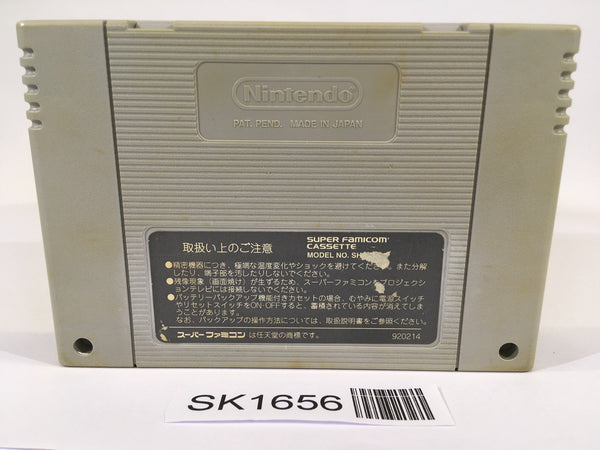 Nintendo
PAT. PEND. MADE IN JAPAN
取扱い上のご注意
SUPER FAMICOM
CASSETTE
MODEL NO. SH
●精密機器につき、極端な温度変化やショックを避けてください。また分解
したり、端子部を汚したりしないでください。
●残像現象（画面焼け）が生ずるため、スーパーファミコンをプロジェクシ
ョンテレビには接続しないでください。
●バッテリーバックアップ機能付きカセットの場合、むやみに電源スイッチ
やリセットスイッチをON・OFFすると、蓄積されている内容が消えてしま
うことがあります。
なお、バックアップの操作方法については、取扱説明書をご参照ください。
スーパーファミコン は任天堂の商標です。
920214
SK1656